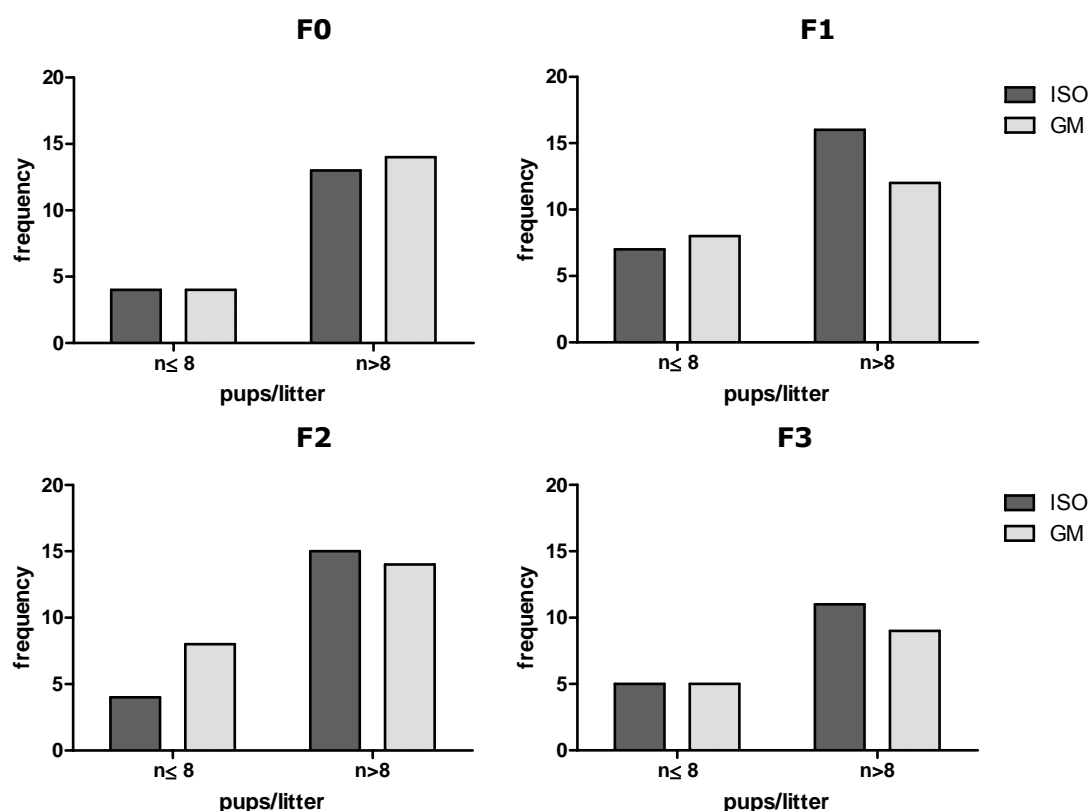 F0
20
15
10
5
0
frequency
n≤ 8 n>8
pups/litter
F1
20
15
10
5
0
frequency
n≤ 8 n>8
pups/litter
ISO
GM
F2
20
15
10
5
0
frequency
n≤ 8 n>8
pups/litter
F3
20
15
10
5
0
frequency
n≤ 8 n>8
pups/litter
ISO
GM